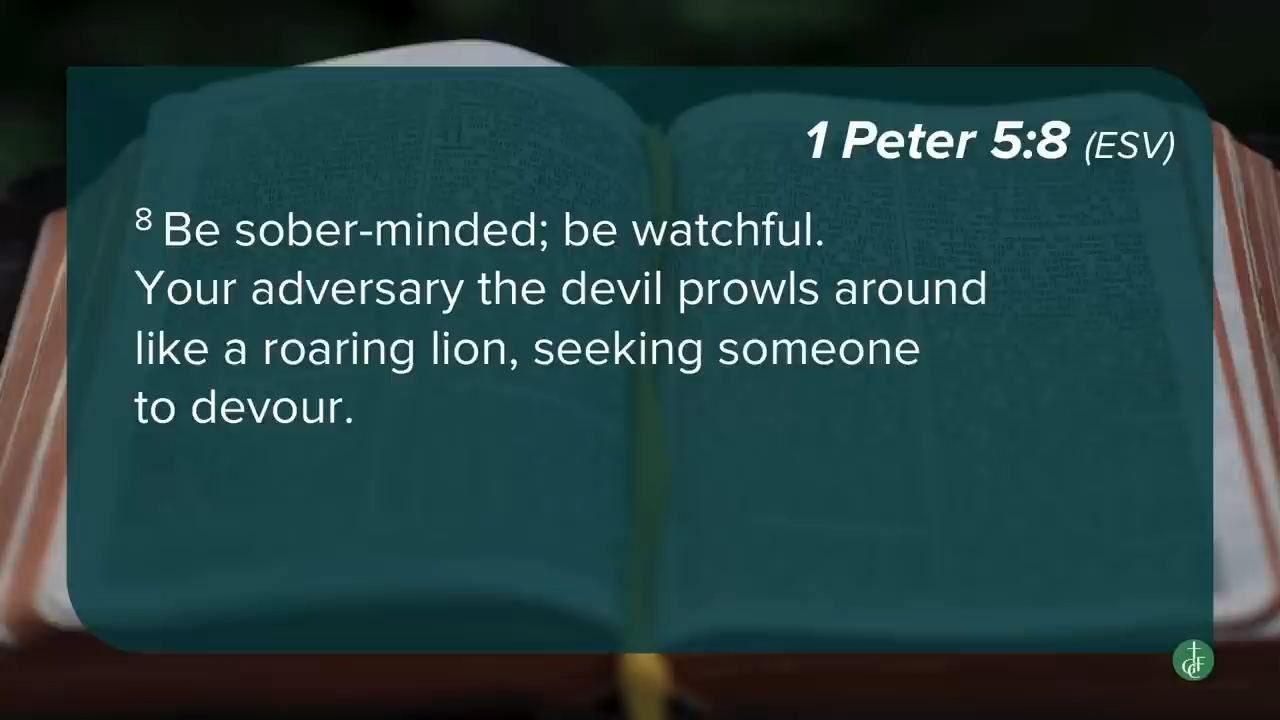 1 Peter 5:8 (ESV)
8 Be sober-minded; be watchful.
Your adversary the devil prowls around
like a roaring lion, seeking someone
to devour.